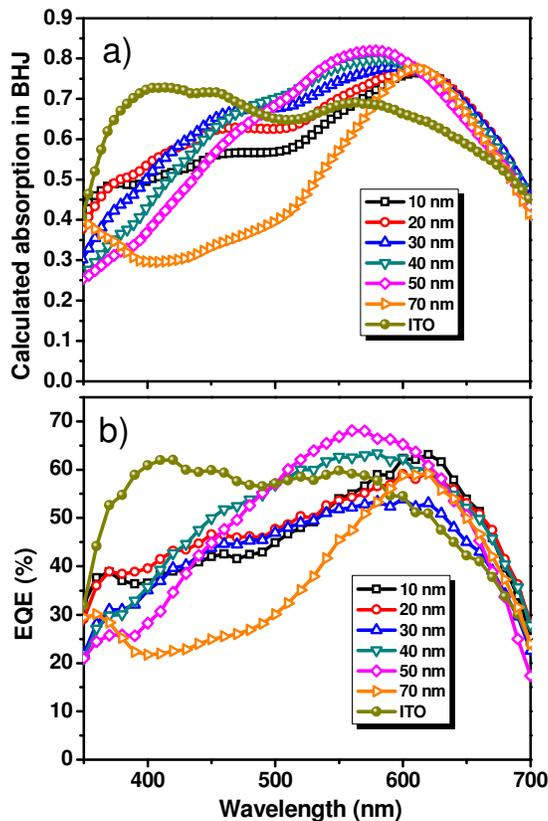 a)
Calculated absorption in BHJ
0.9
0.8
0.7
0.6
0.5
0.4
0.3
0.2
0.1
0.0
10 nm
20 nm
30 nm
40 nm
50 nm
70 nm
ITO
b)
EQE (%)
70
60
50
40
30
20
10
0
10 nm
20 nm
30 nm
40 nm
50 nm
70 nm
ITO
400
500
600
700
Wavelength (nm)